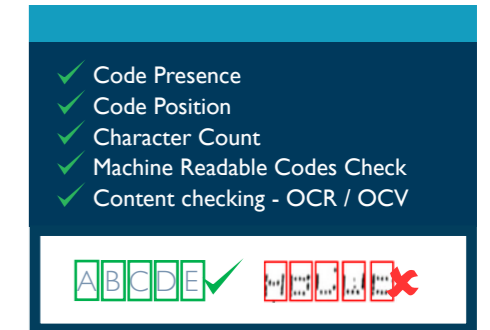 Code Presence
Code Position
Character Count
Machine Readable Codes Check
Content checking - OCR / OCV
ABCDE